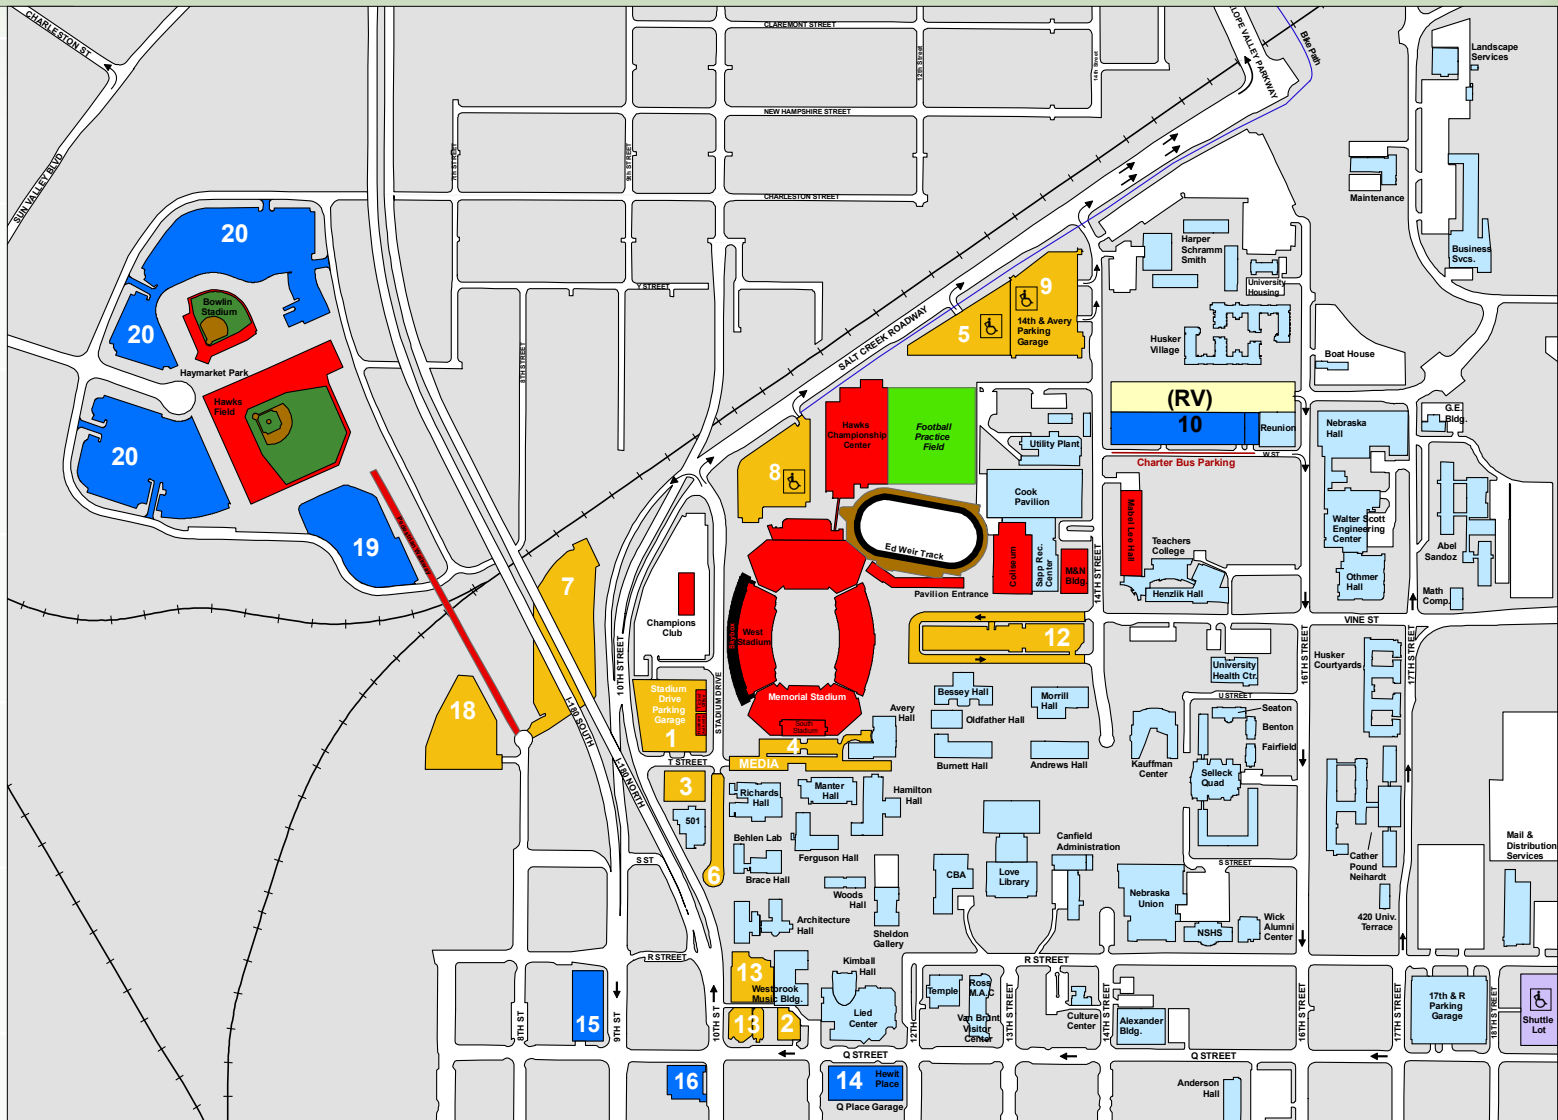 CLAREMONT STREET
CHARLESTON ST
SUN VALLEY BLVD
12th Street
14th Street
ANTELOPE VALLEY PARKWAY
Bike Path
Landscape
Services
NEW HAMPSHIRE STREET
7th STREET
9th STREET
CHARLESTON STREET
Maintenance
Business
Svcs.
20
Bowlin
Stadium
20
Haymarket Park
Hawks
Field
20
19
Y STREET
8TH STREET
SALT CREEK ROADWAY
9
5
14th & Avery
Parking
Garage
Harper
Schramm
Smith
University
Housing
Husker
Village
Boat House
(RV)
10
Reunion
W ST
Charter Bus Parking
Nebraska
Hall
G.E.
Bldg.
Hawks
Championship
Center
Football
Practice
Field
Utility Plant
8
Cook
Pavilion
Ed Weir Track
Coliseum
Sapp Rec.
Center
M&N
Bldg.
Pavilion Entrance
14TH STREET
Mabel Lee Hall
Teachers
College
Henzlik Hall
Walter Scott
Engineering
Center
Othmer
Hall
Abel
Sandoz
Math
Comp.
VINE ST
7
18
Champions
Club
10TH STREET
Skybox
West
Stadium
Memorial Stadium
South
Stadium
STADIUM DRIVE
Stadium
Drive
Parking
Garage
1
12
4
MEDIA
T STREET
3
501
6
I-180 SOUTH
I-180 NORTH
Avery
Hall
Bessey Hall
Oldfather Hall
Burnett Hall
Morrill
Hall
Andrews Hall
University
Health Ctr.
U STREET
Seaton
Benton
Fairfield
Kauffman
Center
Selleck
Quad
Husker
Courtyards
16TH STREET
17TH STREET
Richards
Hall
Manter
Hall
Hamilton
Hall
Behlen Lab
Ferguson Hall
Brace Hall
Woods
Hall
Architecture
Hall
Sheldon
Gallery
CBA
Love
Library
Canfield
Administration
Nebraska
Union
NSHS
Wick
Alumni
Center
S STREET
S ST
Cather
Pound
Neihardt
420 Univ.
Terrace
Mail &
Distribution
Services
R STREET
R STREET
13
Westbrook
Music Bldg.
13
2
Kimball
Hall
Lied
Center
Temple
Ross
M.A.C
Van Brunt
Visitor
Center
Culture
Center
Alexander
Bldg.
17th & R
Parking
Garage
Shuttle
Lot
8TH ST
9TH ST
10TH ST
12TH
13TH STREET
14TH STREET
16TH STREET
17TH STREET
18TH STREET
15
Q STREET
Q STREET
16
14
Hewit
Place
Q Place Garage
Anderson
Hall